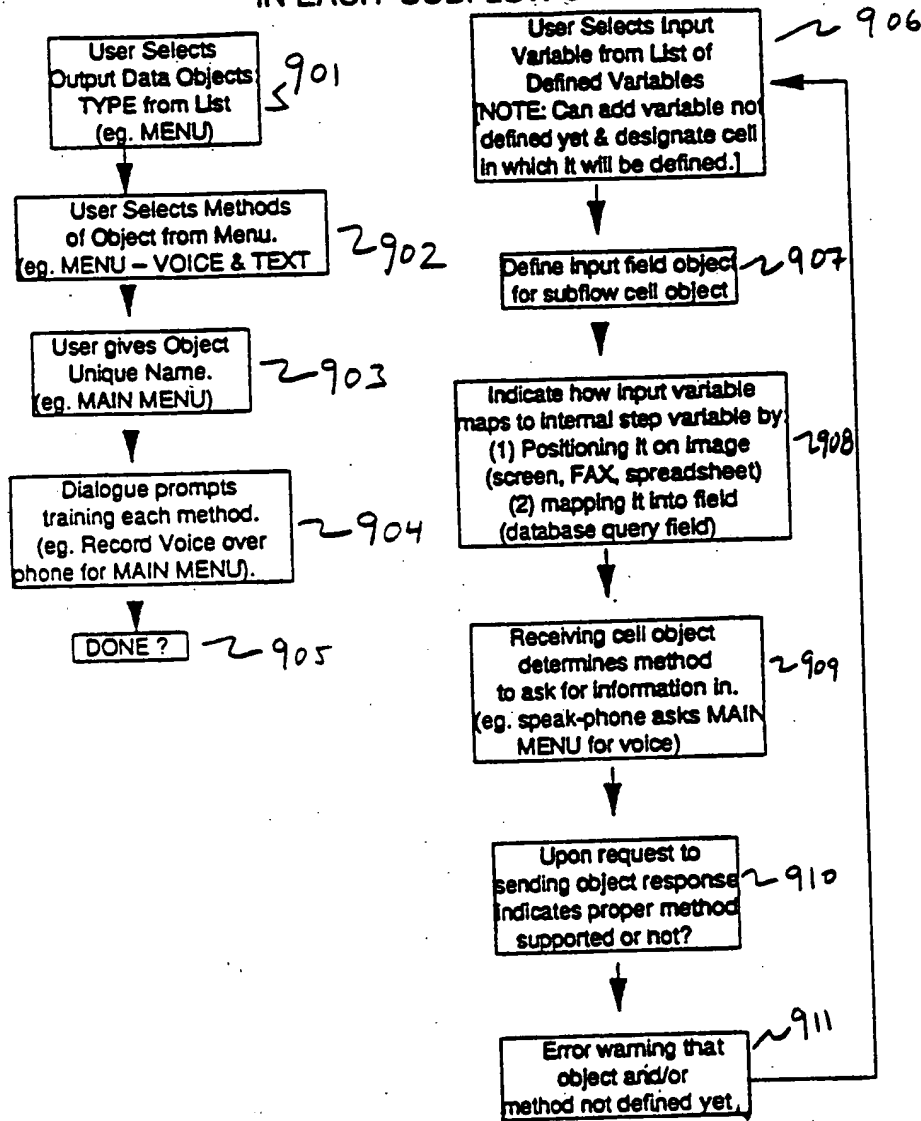 IN EACH
User Selects
Output Data Objects
TYPE from List
(eg. MENU)
901
User Selects Methods
of Object from Menu.
(eg. MENU – VOICE & TEXT
902
User gives Object
Unique Name.
(eg. MAIN MENU)
903
Dialogue prompts
training each method.
(eg. Record Voice over
phone for MAIN MENU).
904
DONE ?
905
User Selects Input
Variable from List of
Defined Variables
[NOTE: Can add variable not
defined yet & designate cell
in which it will be defined.]
906
Define input field object
for subflow cell object
907
Indicate how input variable
maps to internal step variable by
(1) Positioning it on image
(screen, FAX, spreadsheet)
(2) mapping it into field
(database query field)
908
Receiving cell object
determines method
to ask for information in.
(eg. speak-phone asks MAIN
MENU for voice)
909
Upon request to
sending object response
indicates proper method
supported or not?
910
Error warning that
object and/or
method not defined yet.
911